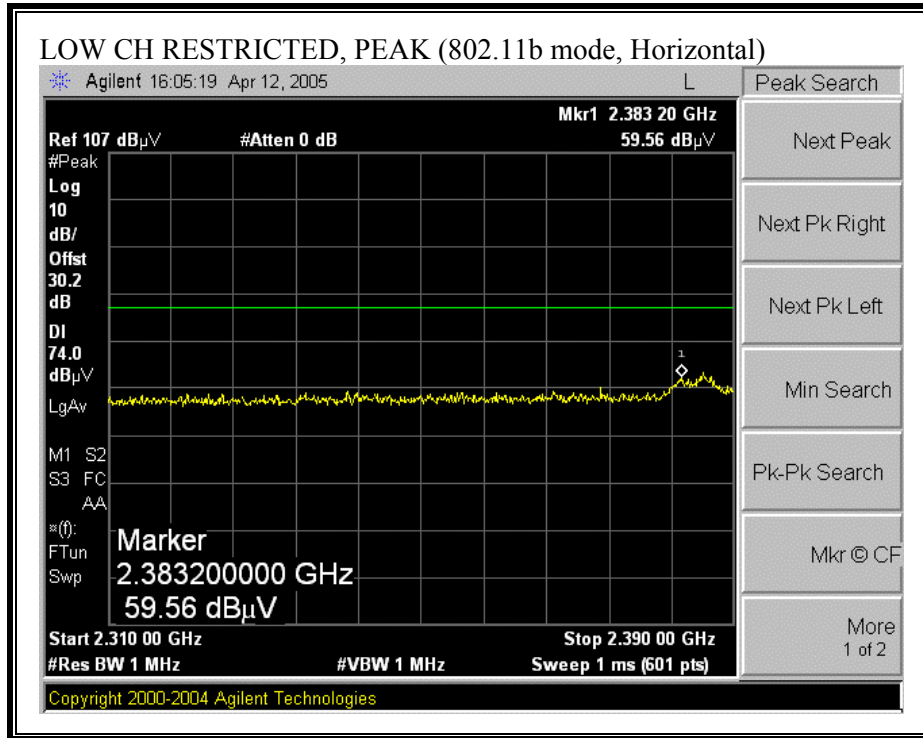 LOW CH RESTRICTED, PEAK (802.11b mode, Horizontal)
Agilent 16:05:19 Apr 12, 2005 L
Peak Search
Mkr1 2.383 20 GHz
Ref 107 dBµV #Atten 0 dB 59.56 dBµV
#Peak
Log
10
dB/
Offst
30.2
dB
DI
74.0
dBµV
LgAv
M1 S2
S3 FC
AA
¤(f):
FTun
Swp
1
Marker
2.383200000 GHz
59.56 dBµV
Start 2.310 00 GHz Stop 2.390 00 GHz
#Res BW 1 MHz #VBW 1 MHz Sweep 1 ms (601 pts)
Next Peak
Next Pk Right
Next Pk Left
Min Search
Pk-Pk Search
Mkr © CF
More
1 of 2
Copyright 2000-2004 Agilent Technologies